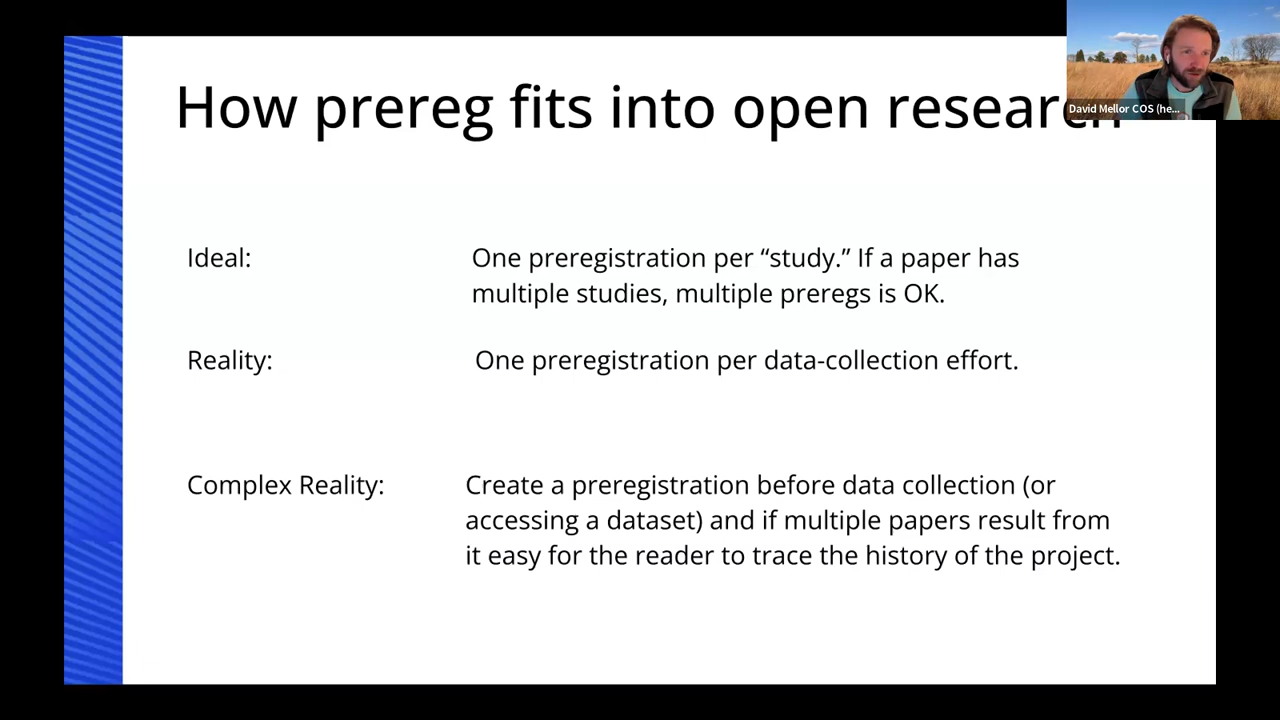 How prereg fits into open research
David Mellor COS (he...
Ideal:
One preregistration per “study.” If a paper has
multiple studies, multiple preregs is OK.
Reality:
One preregistration per data-collection effort.
Complex Reality:
Create a preregistration before data collection (or
accessing a dataset) and if multiple papers result from
it easy for the reader to trace the history of the project.